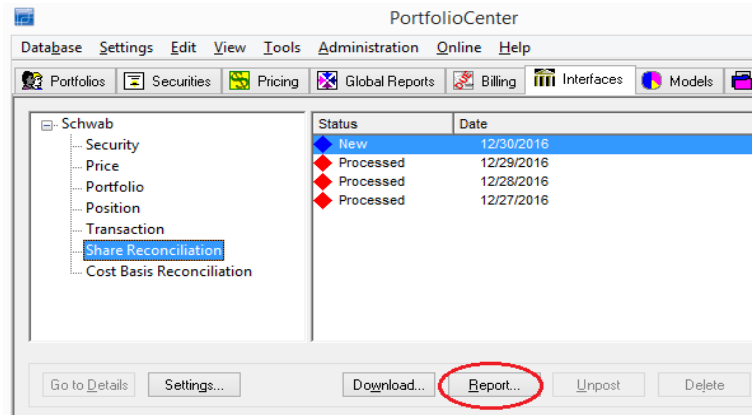 PortfolioCenter
Database Settings Edit View Tools Administration Online Help
Portfolios Securities Pricing Global Reports Billing Interfaces Models
Schwab
Security
Price
Portfolio
Position
Transaction
Share Reconciliation
Cost Basis Reconciliation
Status Date
New 12/30/2016
Processed 12/29/2016
Processed 12/28/2016
Processed 12/27/2016
Go to Details Settings... Download... Report... Unpost Delete